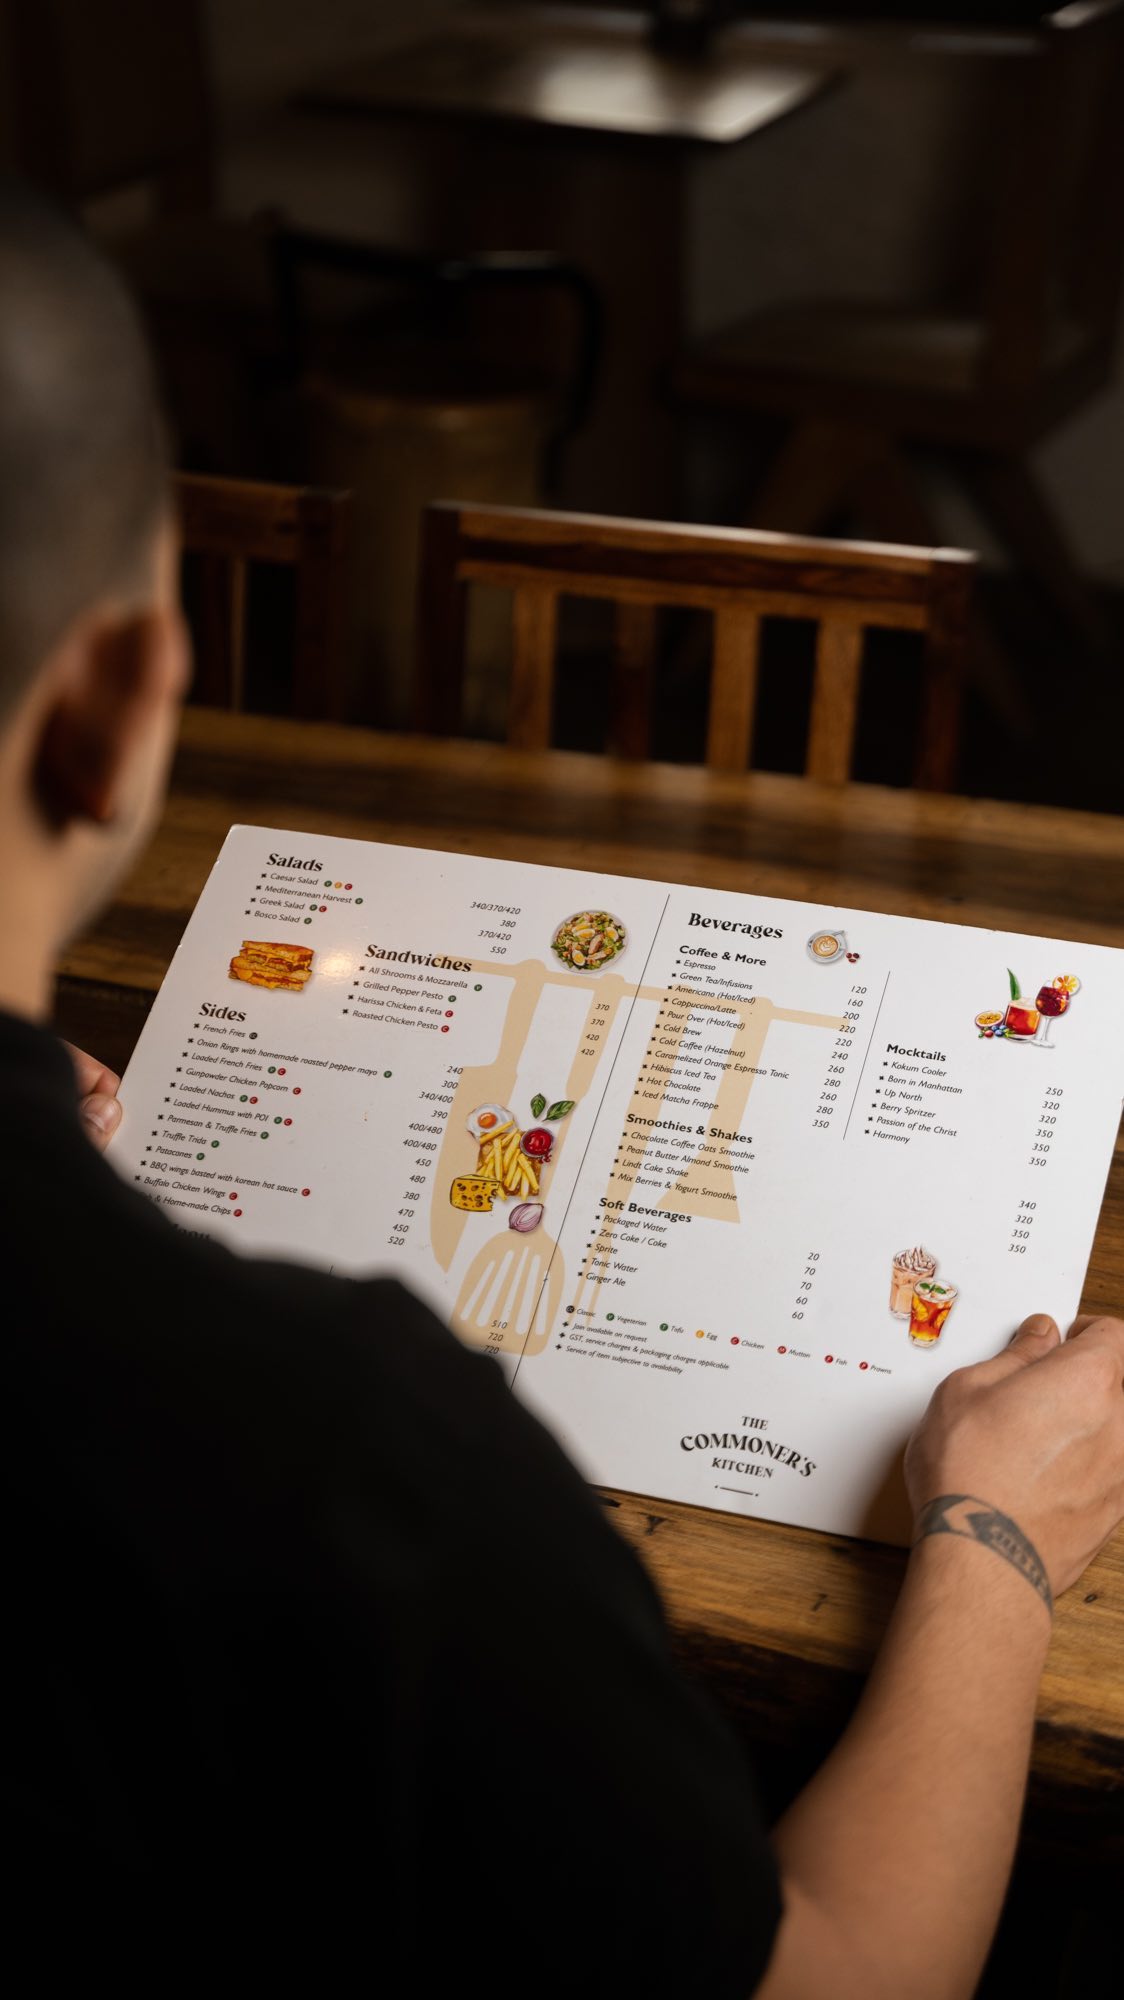 Salads
Caesar Salad V E C 340/370/420
Mediterranean Harvest V 380
Greek Salad V C 370/420
Bosco Salad V 550
Sandwiches
All Shrooms & Mozzarella V 370
Grilled Pepper Pesto V 370
Harissa Chicken & Feta C 420
Roasted Chicken Pesto C 420
Sides
French Fries 240
Onion Rings with homemade roasted pepper mayo V 300
Loaded French Fries V C 340/400
Gunpowder Chicken Popcorn C 390
Loaded Nachos V C 400/480
Loaded Hummus with POI V C 400/480
Parmesan & Truffle Fries V 450
Truffle Trida V 480
Patacones V 380
BBQ wings basted with korean hot sauce C 470
Buffalo Chicken Wings C 450
& Home-made Chips F 520
510
720
720
Beverages
Coffee & More
Espresso 120
Green Tea/Infusions 160
Americano (Hot/Iced) 200
Cappuccino/Latte 220
Pour Over (Hot/Iced) 220
Cold Brew 240
Cold Coffee (Hazelnut) 260
Caramelized Orange Espresso Tonic 280
Hibiscus Iced Tea 260
Hot Chocolate 280
Iced Matcha Frappe 350
Smoothies & Shakes
Chocolate Coffee Oats Smoothie 340
Peanut Butter Almond Smoothie 320
Lindt Cake Shake 350
Mix Berries & Yogurt Smoothie 350
Soft Beverages
Packaged Water 20
Zero Coke / Coke 70
Sprite 70
Tonic Water 60
Ginger Ale 60
Mocktails
Kokum Cooler 250
Born in Manhattan 320
Up North 320
Berry Spritzer 350
Passion of the Christ 350
Harmony 350
Classic V Vegetarian T Tofu E Egg C Chicken M Mutton F Fish P Prawns
Jain available on request
GST, service charges & packaging charges applicable
Service of item subjective to availability
THE
COMMONER'S
KITCHEN